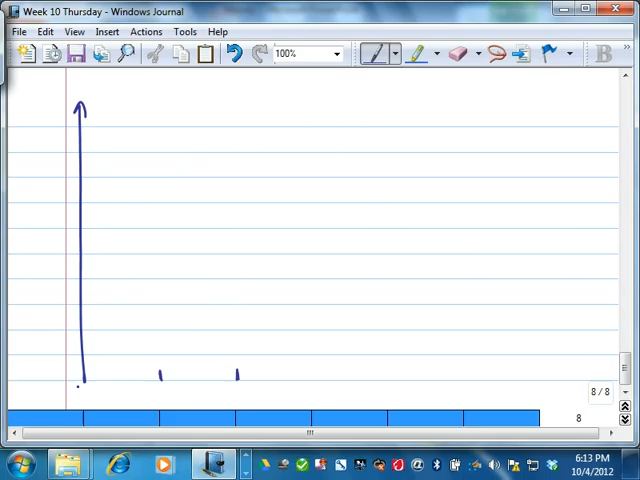 Week 10 Thursday - Windows Journal
File Edit View Insert Actions Tools Help
100%
B
8 / 8
8
6:13 PM
10/4/2012